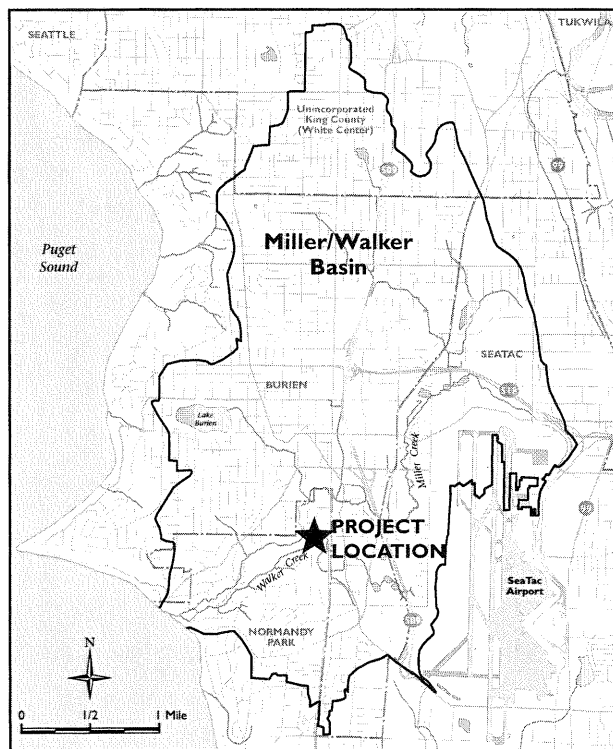 SEATTLE
TUKWILA
Unincorporated
King County
(White Center)
Miller/Walker
Basin
Puget
Sound
SEATAC
BURIEN
Lake
Burien
Miller Creek
PROJECT
LOCATION
Walker Creek
SeaTac
Airport
NORMANDY
PARK
N
0 1/2 1 Mile